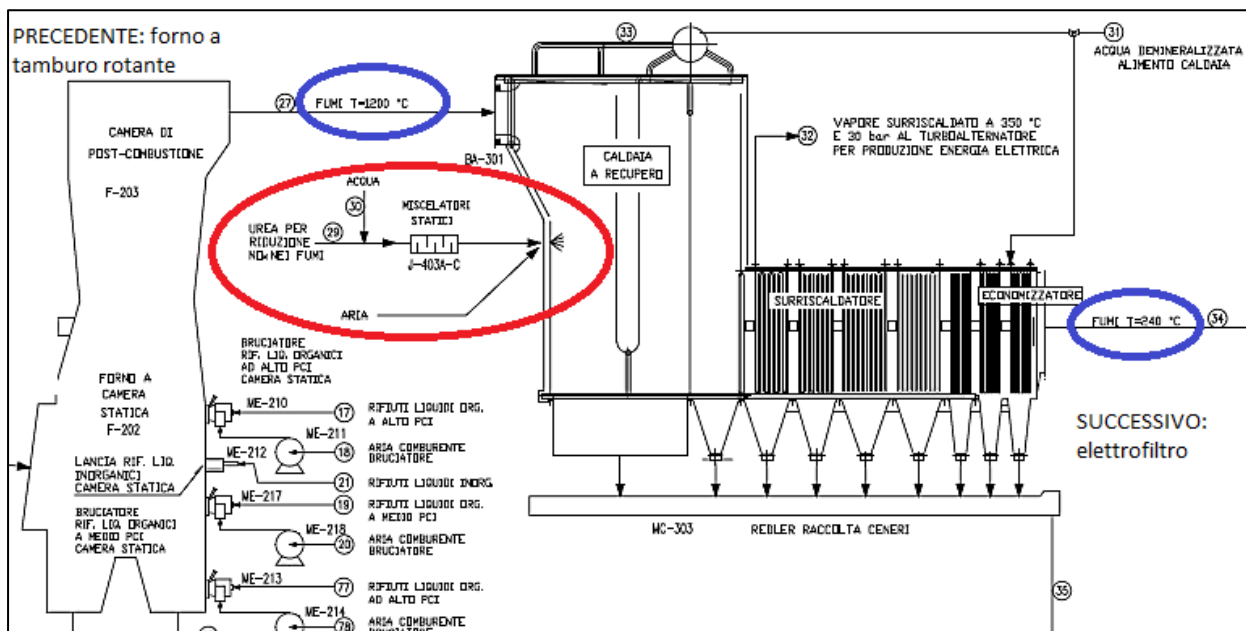 PRECEDENTE: forno a
tamburo rotante
CAMERA DI
POST-COMBUSTIONE
F-203
27
FUMI T=1200 °C
BA-301
33
31
ACQUA DEMINERALIZZATA
ALIMENTO CALDAIA
32
VAPORE SURRISCALDATO A 350 °C
E 30 bar AL TURBOALTERNATORE
PER PRODUZIONE ENERGIA ELETTRICA
CALDAIA
A RECUPERO
ACQUA
30
UREA PER
RIDUZIONE
NOx NEI FUMI
29
MISCELATORI
STATICI
J-403A-C
ARIA
SURRISCALDATORE
ECONOMIZZATORE
FUMI T=240 °C
34
SUCCESSIVO:
elettrofiltro
BRUCIATORE
RIF. LIQ. ORGANICI
AD ALTO PCI
CAMERA STATICA
FORNO A
CAMERA
STATICA
F-202
ME-210
17
RIFIUTI LIQUIDI ORG.
A ALTO PCI
ME-211
18
ARIA COMBURENTE
BRUCIATORE
ME-212
LANCIA RIF. LIQ.
INORGANICI
CAMERA STATICA
21
RIFIUTI LIQUIDI INORG.
ME-217
19
RIFIUTI LIQUIDI ORG.
A MEDIO PCI
BRUCIATORE
RIF. LIQ. ORGANICI
A MEDIO PCI
CAMERA STATICA
ME-218
20
ARIA COMBURENTE
BRUCIATORE
MC-303
REDLER RACCOLTA CENERI
35
ME-213
77
RIFIUTI LIQUIDI ORG.
AD ALTO PCI
ME-214
78
ARIA COMBURENTE